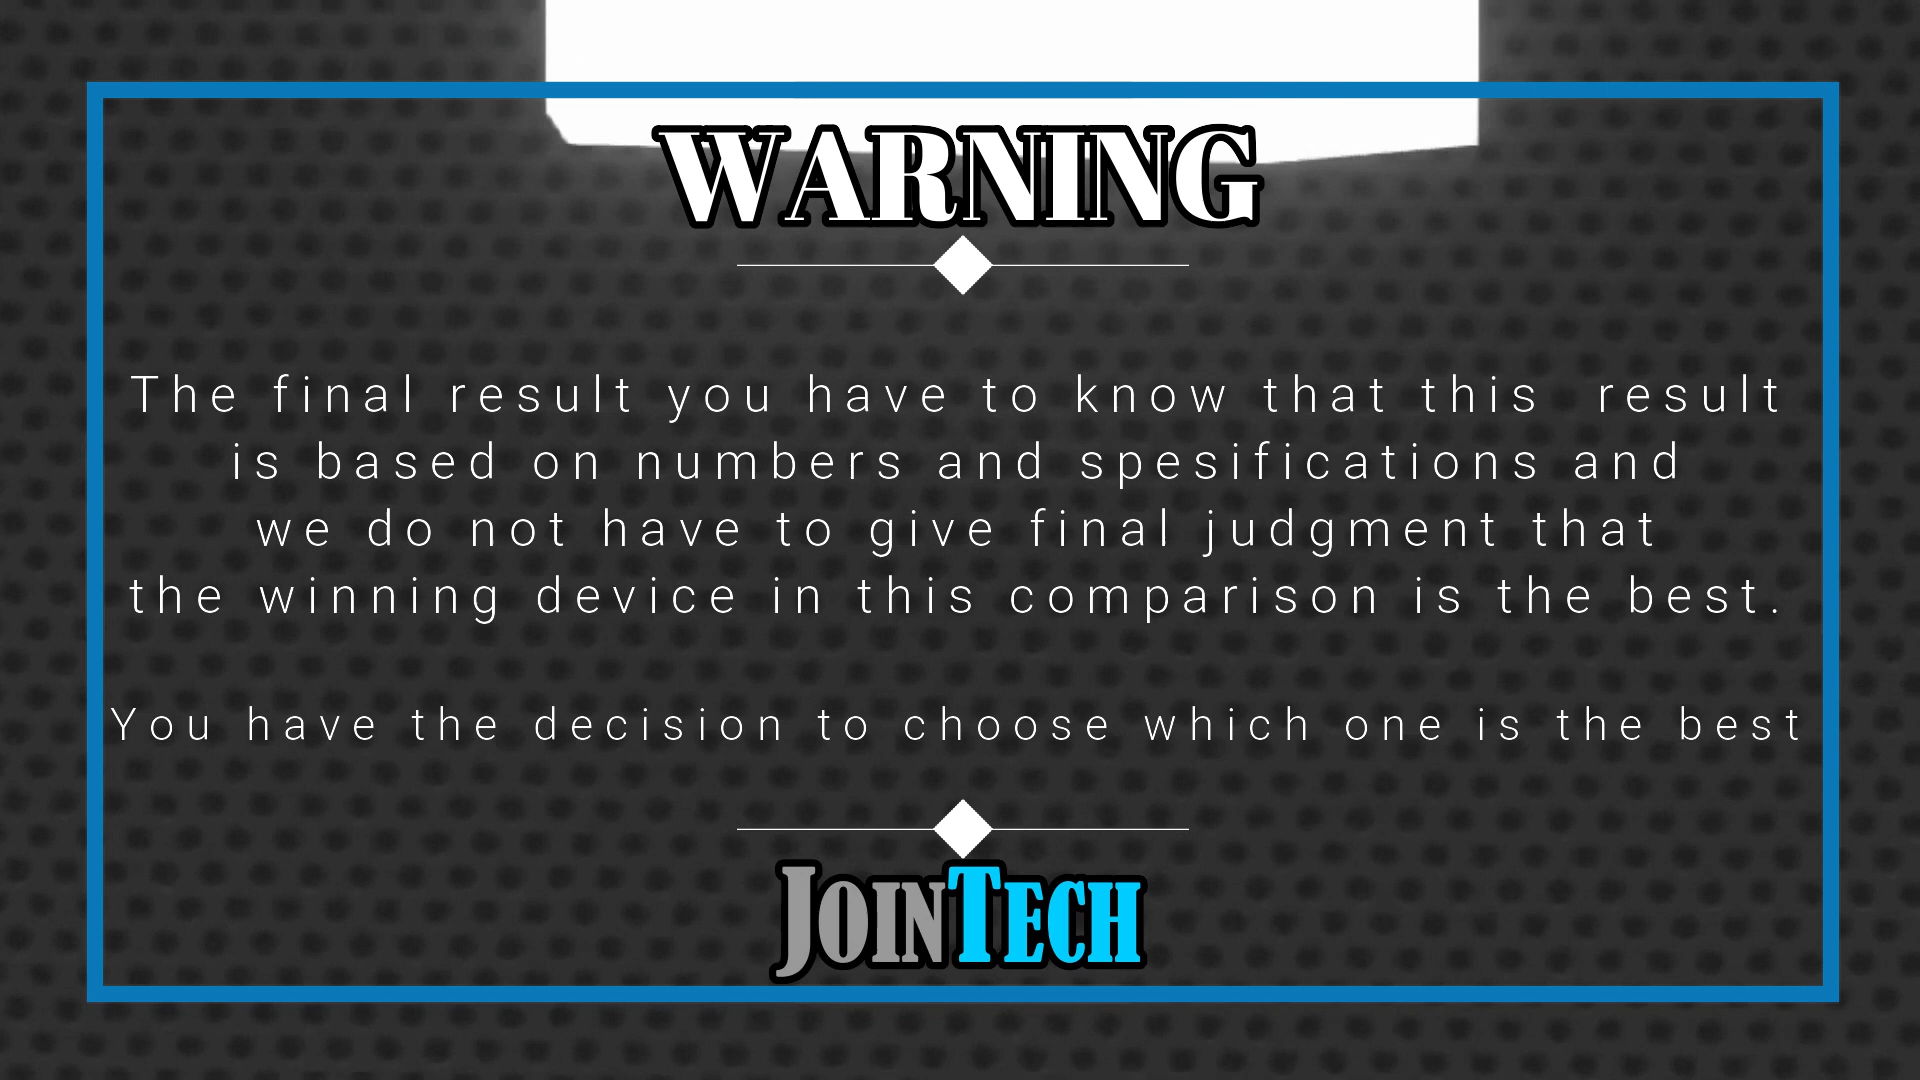 WARNING
The final result you have to know that this result
is based on numbers and spesifications and
we do not have to give final judgment that
the winning device in this comparison is the best.
You have the decision to choose which one is the best
JOINTECH